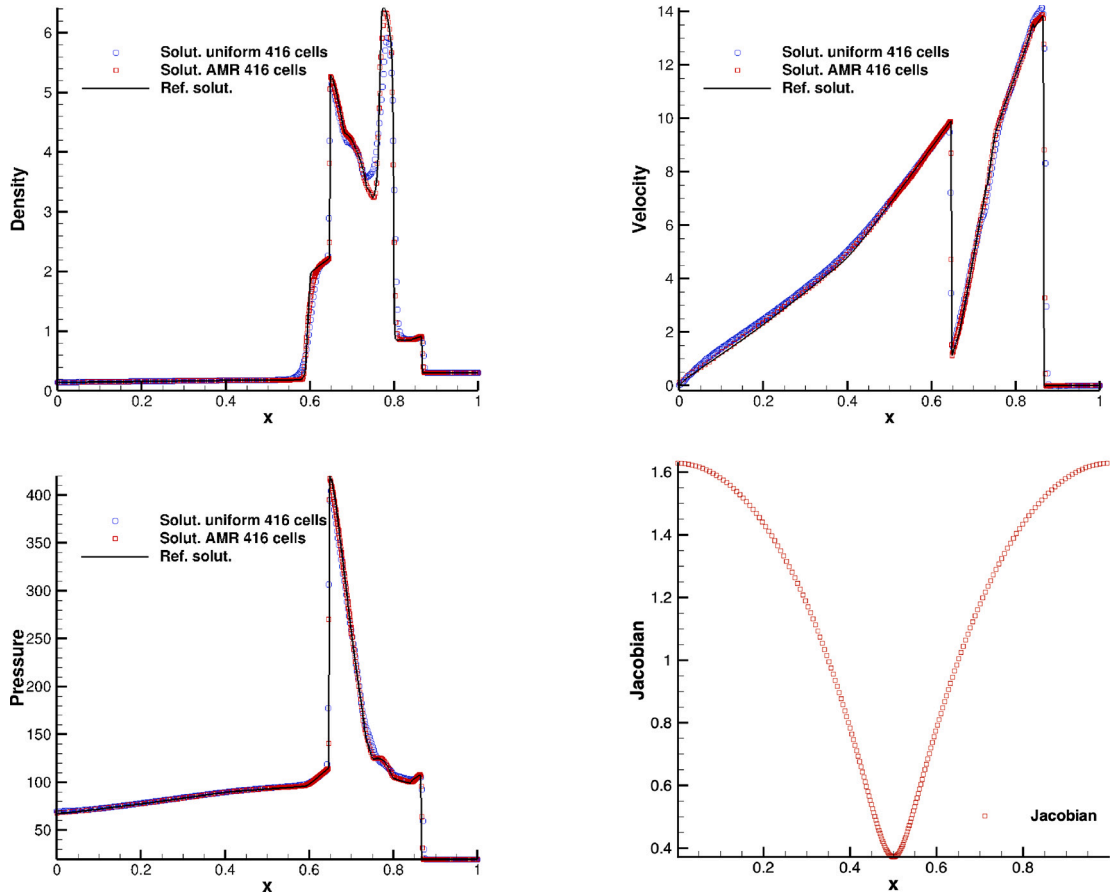 6
5
4
3
2
1
0
Density
Solut. uniform 416 cells
Solut. AMR 416 cells
Ref. solut.
0 0.2 0.4 0.6 0.8 1
x
14
12
10
8
6
4
2
0
Velocity
Solut. uniform 416 cells
Solut. AMR 416 cells
Ref. solut.
0 0.2 0.4 0.6 0.8 1
x
400
350
300
250
200
150
100
50
Pressure
Solut. uniform 416 cells
Solut. AMR 416 cells
Ref. solut.
0 0.2 0.4 0.6 0.8 1
x
1.6
1.4
1.2
1
0.8
0.6
0.4
Jacobian
Jacobian
0.2 0.4 0.6 0.8
x